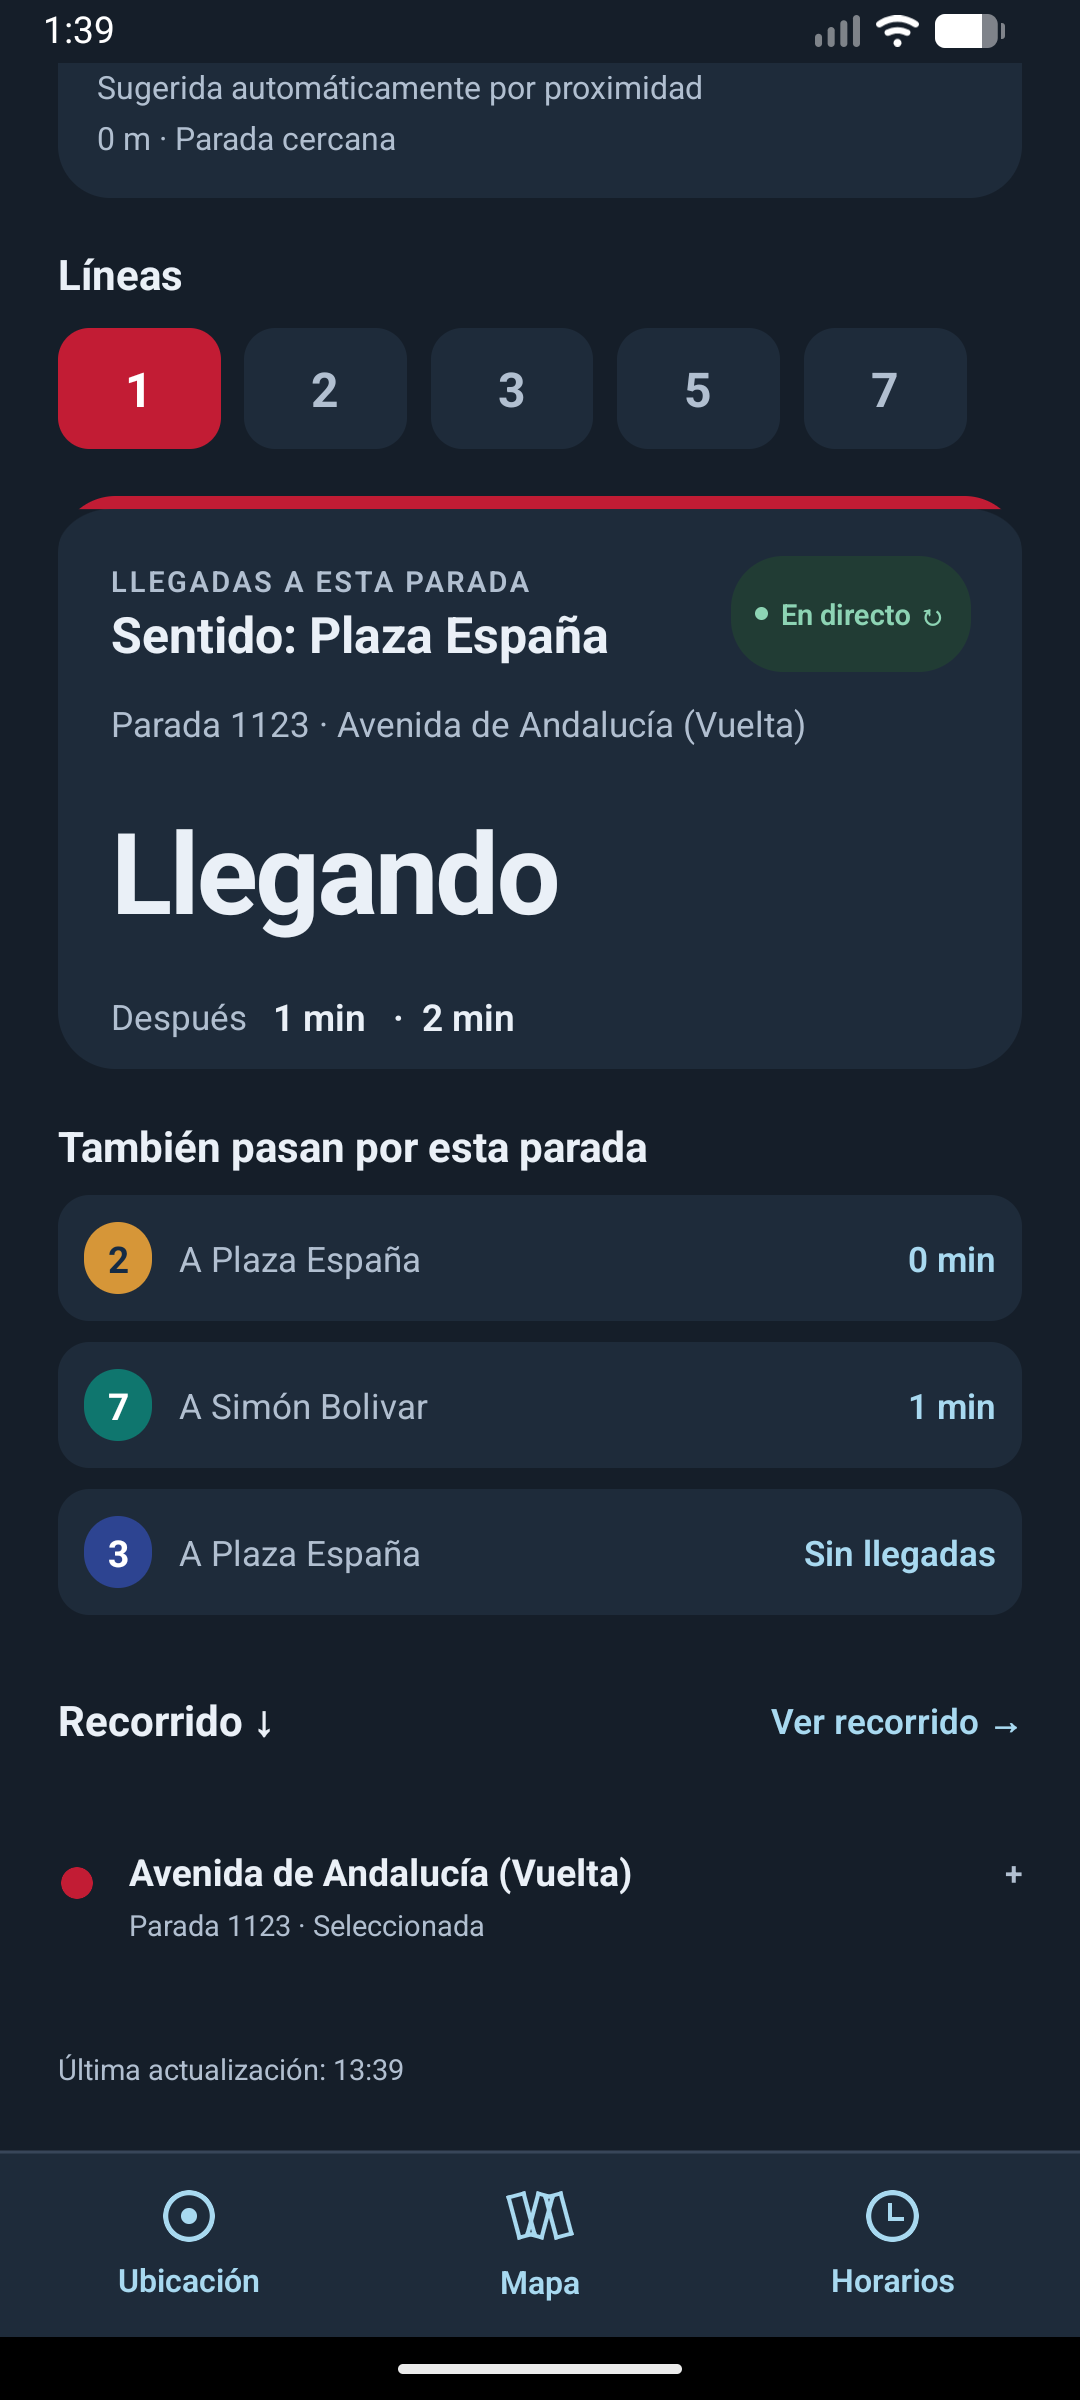 1:39
Sugerida automáticamente por proximidad
0 m · Parada cercana
Líneas
1 2 3 5 7
LLEGADAS A ESTA PARADA
Sentido: Plaza España
En directo ↻
Parada 1123 · Avenida de Andalucía (Vuelta)
Llegando
Después 1 min · 2 min
También pasan por esta parada
2 A Plaza España 0 min
7 A Simón Bolivar 1 min
3 A Plaza España Sin llegadas
Recorrido ↓ Ver recorrido →
Avenida de Andalucía (Vuelta) +
Parada 1123 · Seleccionada
Última actualización: 13:39
Ubicación Mapa Horarios